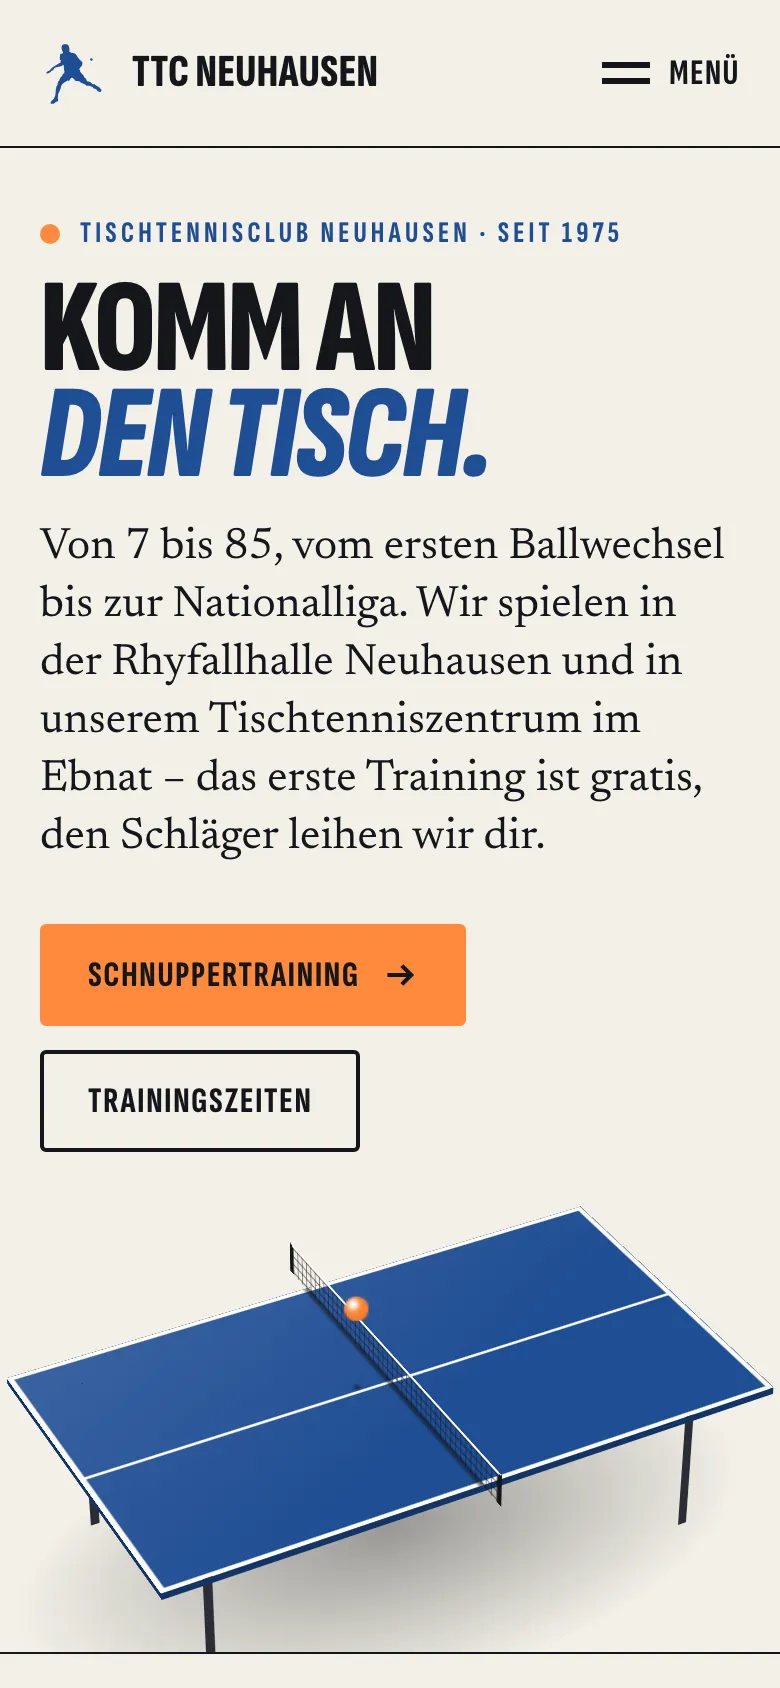 TTC NEUHAUSEN
MENÜ
TISCHTENNISCLUB NEUHAUSEN · SEIT 1975
KOMM AN
DEN TISCH.
Von 7 bis 85, vom ersten Ballwechsel
bis zur Nationalliga. Wir spielen in
der Rhyfallhalle Neuhausen und in
unserem Tischtenniszentrum im
Ebnat – das erste Training ist gratis,
den Schläger leihen wir dir.
SCHNUPPERTRAINING →
TRAININGSZEITEN